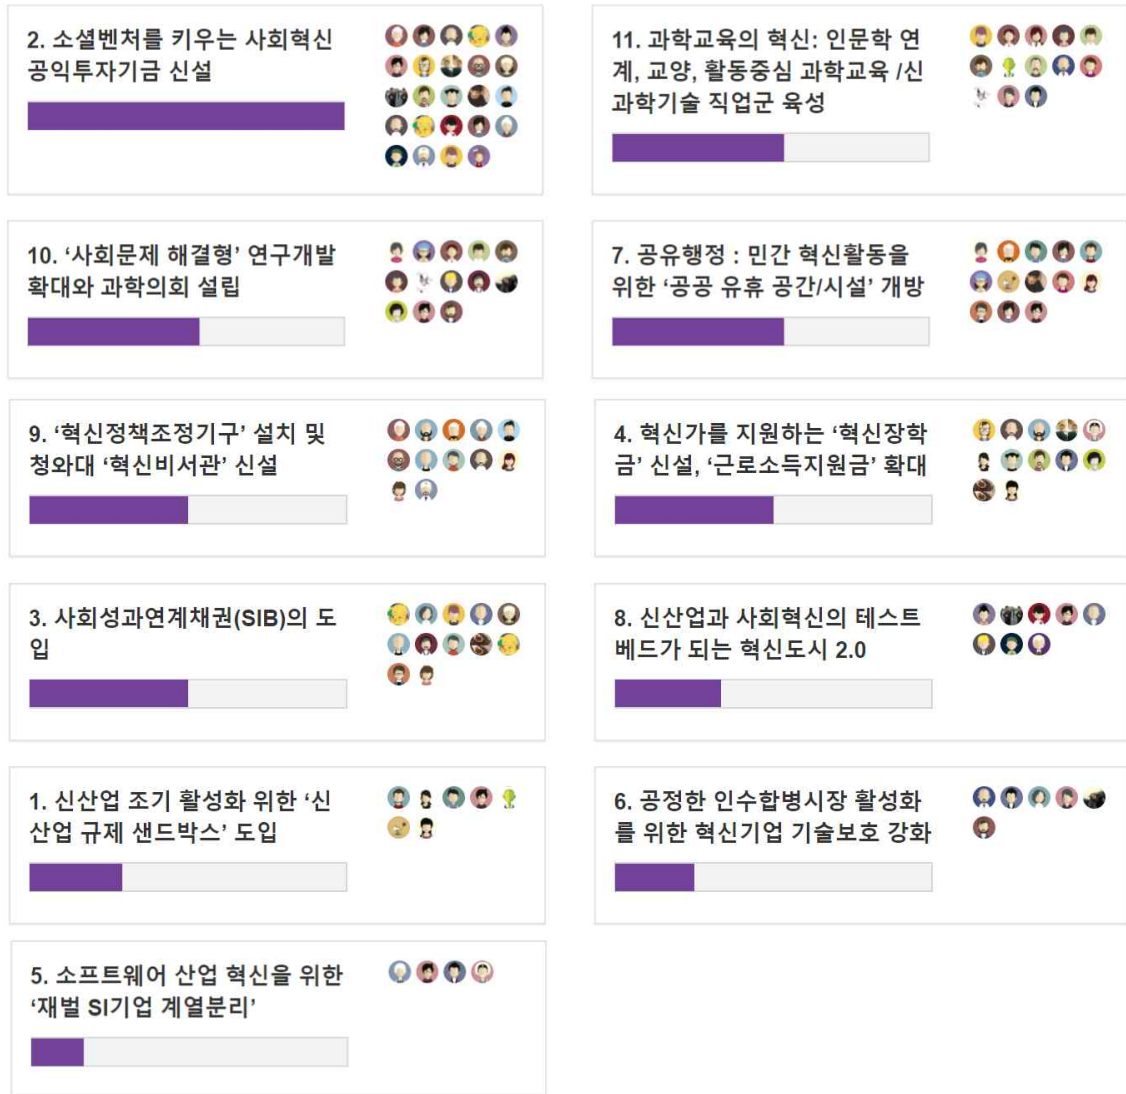 2. 소셜벤처를 키우는 사회혁신
공익투자기금 신설
11. 과학교육의 혁신: 인문학 연
계, 교양, 활동중심 과학교육 /신
과학기술 직업군 육성
10. ‘사회문제 해결형’ 연구개발
확대와 과학의회 설립
7. 공유행정 : 민간 혁신활동을
위한 ‘공공 유휴 공간/시설’ 개방
9. ‘혁신정책조정기구’ 설치 및
청와대 ‘혁신비서관’ 신설
4. 혁신가를 지원하는 ‘혁신장학
금’ 신설, ‘근로소득지원금’ 확대
3. 사회성과연계채권(SIB)의 도
입
8. 신산업과 사회혁신의 테스트
베드가 되는 혁신도시 2.0
1. 신산업 조기 활성화 위한 ‘신
산업 규제 샌드박스’ 도입
6. 공정한 인수합병시장 활성화
를 위한 혁신기업 기술보호 강화
5. 소프트웨어 산업 혁신을 위한
‘재벌 SI기업 계열분리’